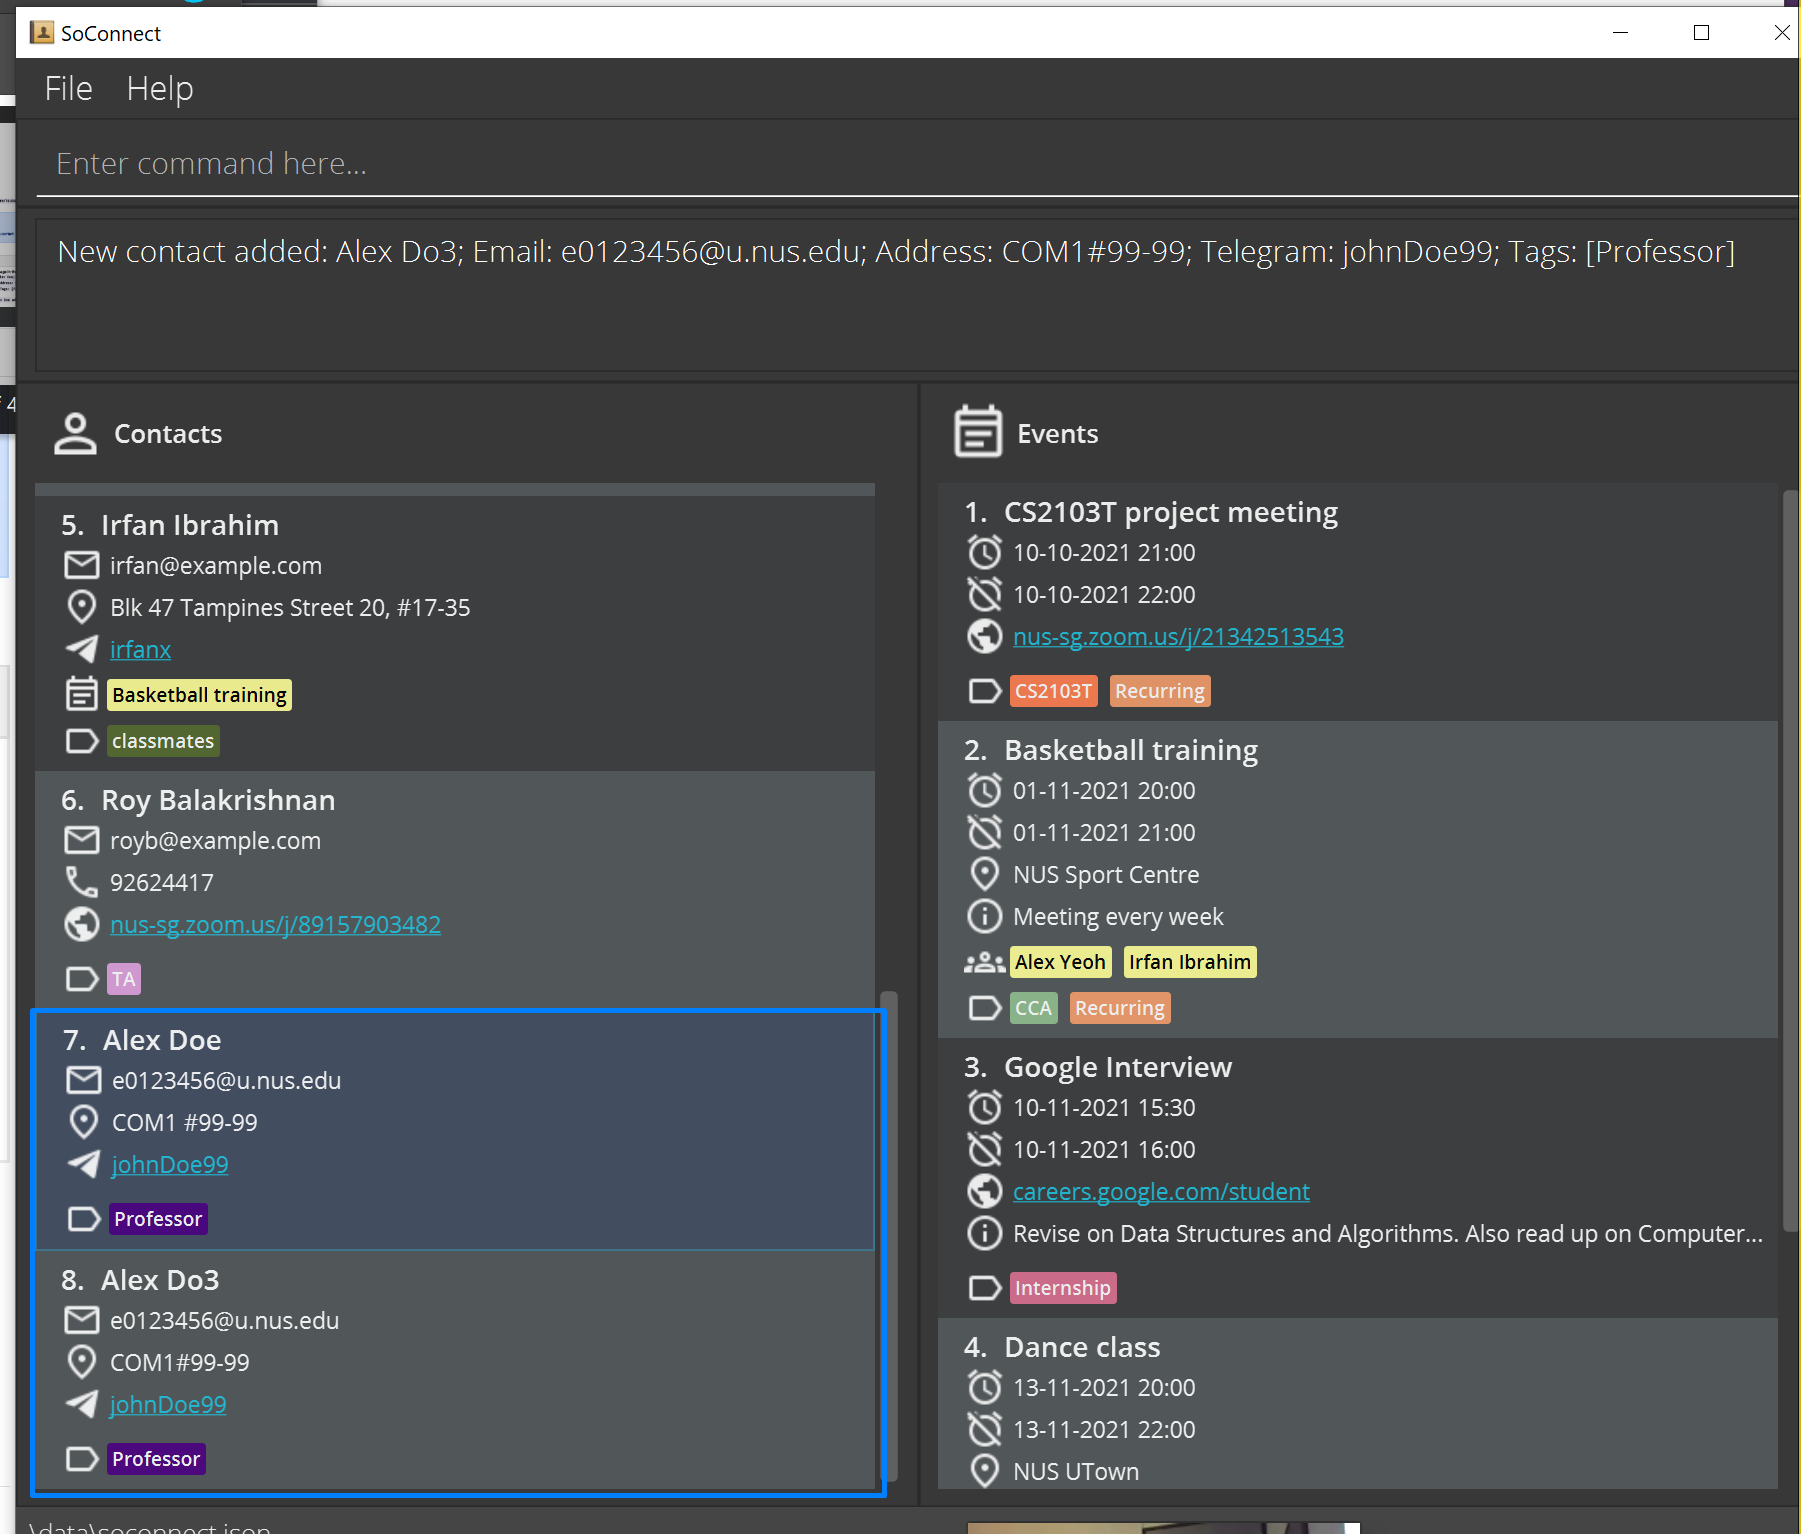 SoConnect
File Help
Enter command here...
New contact added: Alex Do3; Email: e0123456@u.nus.edu; Address: COM1#99-99; Telegram: johnDoe99; Tags: [Professor]
Contacts
5. Irfan Ibrahim
irfan@example.com
Blk 47 Tampines Street 20, #17-35
irfanx
Basketball training
classmates
6. Roy Balakrishnan
royb@example.com
92624417
nus-sg.zoom.us/j/89157903482
TA
7. Alex Doe
e0123456@u.nus.edu
COM1 #99-99
johnDoe99
Professor
8. Alex Do3
e0123456@u.nus.edu
COM1#99-99
johnDoe99
Professor
Events
1. CS2103T project meeting
10-10-2021 21:00
10-10-2021 22:00
nus-sg.zoom.us/j/21342513543
CS2103T Recurring
2. Basketball training
01-11-2021 20:00
01-11-2021 21:00
NUS Sport Centre
Meeting every week
Alex Yeoh Irfan Ibrahim
CCA Recurring
3. Google Interview
10-11-2021 15:30
10-11-2021 16:00
careers.google.com/student
Revise on Data Structures and Algorithms. Also read up on Computer...
Internship
4. Dance class
13-11-2021 20:00
13-11-2021 22:00
NUS UTown
\data\soconnect.json